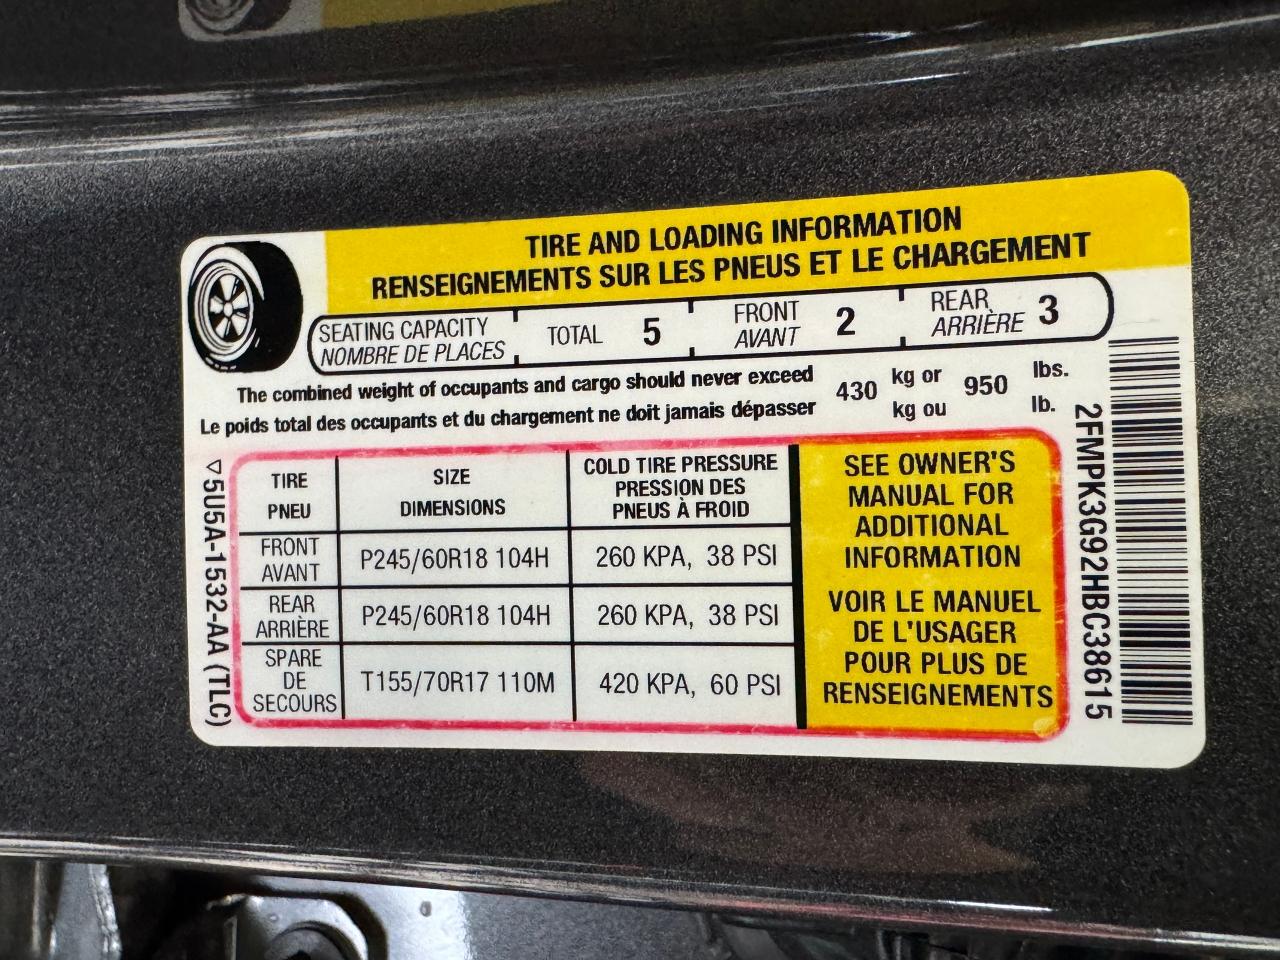 TIRE AND LOADING INFORMATION
RENSEIGNEMENTS SUR LES PNEUS ET LE CHARGEMENT
SEATING CAPACITY
NOMBRE DE PLACES
TOTAL 5
FRONT
AVANT
2
REAR
ARRIÈRE
3
The combined weight of occupants and cargo should never exceed 430 kg or 950 lbs.
Le poids total des occupants et du chargement ne doit jamais dépasser kg ou lb.
TIRE
PNEU
SIZE
DIMENSIONS
COLD TIRE PRESSURE
PRESSION DES
PNEUS À FROID
FRONT
AVANT
P245/60R18 104H
260 KPA, 38 PSI
REAR
ARRIÈRE
P245/60R18 104H
260 KPA, 38 PSI
SPARE
DE
SECOURS
T155/70R17 110M
420 KPA, 60 PSI
SEE OWNER'S
MANUAL FOR
ADDITIONAL
INFORMATION
VOIR LE MANUEL
DE L'USAGER
POUR PLUS DE
RENSEIGNEMENTS
5U5A-1532-AA (TLC)
2FMPK3G92HBC38615